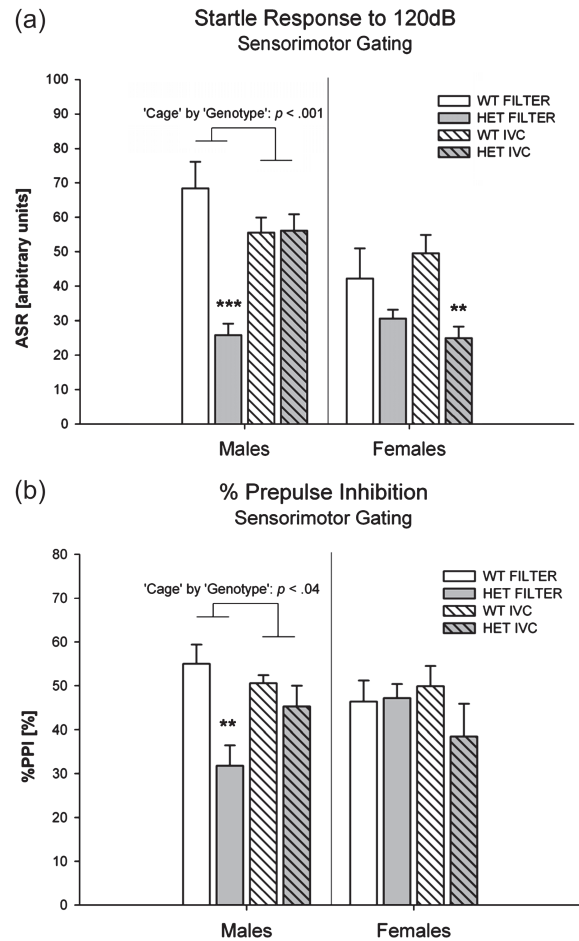 (a)
Startle Response to 120dB
Sensorimotor Gating
100
90
80
70
60
50
40
30
20
10
0
ASR [arbitrary units]
'Cage' by 'Genotype': p < .001
WT FILTER
HET FILTER
WT IVC
HET IVC
***
**
Males
Females
(b)
% Prepulse Inhibition
Sensorimotor Gating
80
70
60
50
40
30
20
10
0
%PPI [%]
'Cage' by 'Genotype': p < .04
WT FILTER
HET FILTER
WT IVC
HET IVC
**
Males
Females